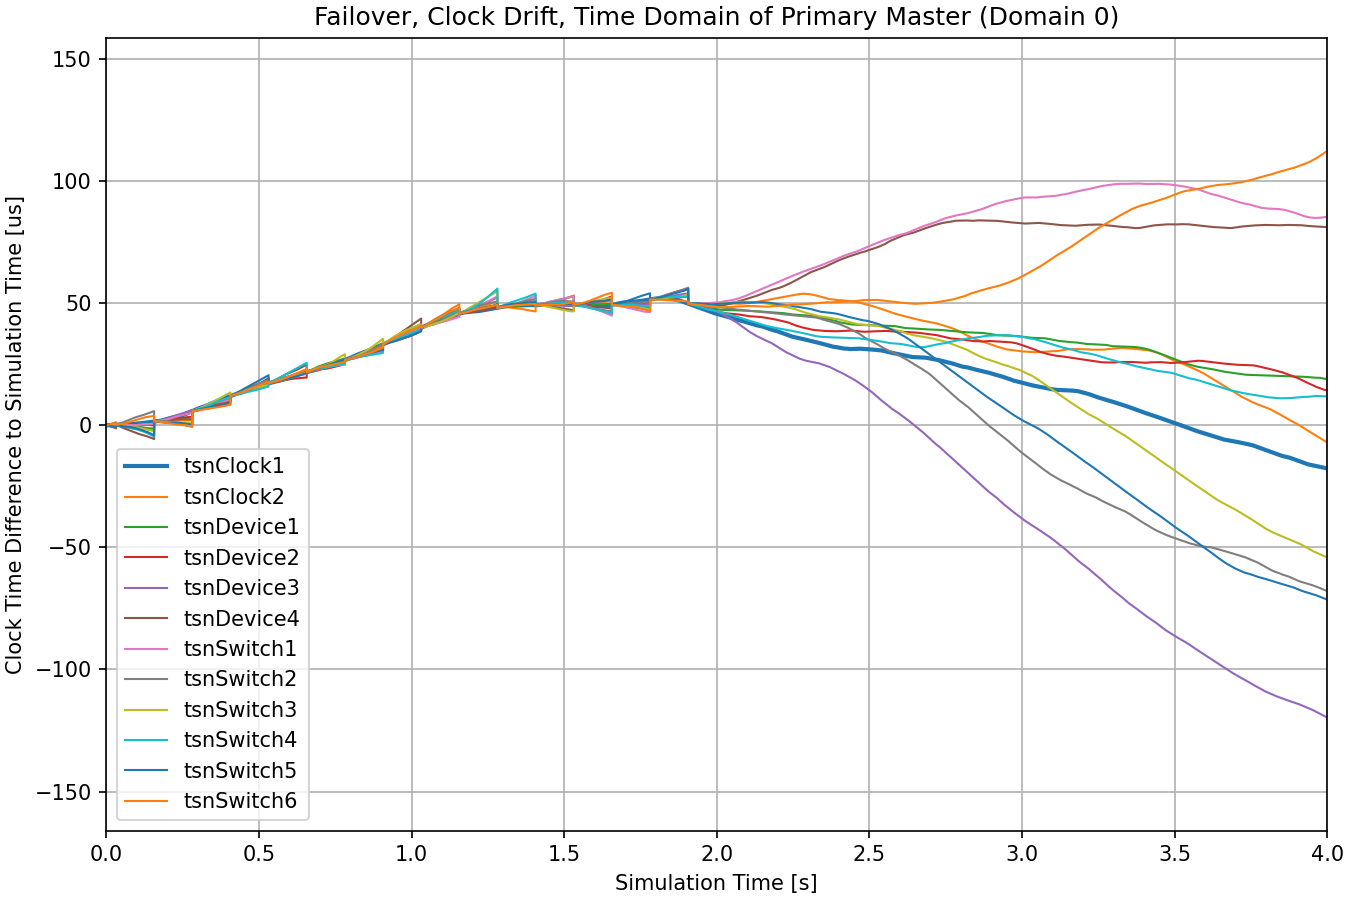 Failover, Clock Drift, Time Domain of Primary Master (Domain 0)
Clock Time Difference to Simulation Time [us]
150
100
50
0
−50
−100
−150
tsnClock1
tsnClock2
tsnDevice1
tsnDevice2
tsnDevice3
tsnDevice4
tsnSwitch1
tsnSwitch2
tsnSwitch3
tsnSwitch4
tsnSwitch5
tsnSwitch6
0.0 0.5 1.0 1.5 2.0 2.5 3.0 3.5 4.0
Simulation Time [s]